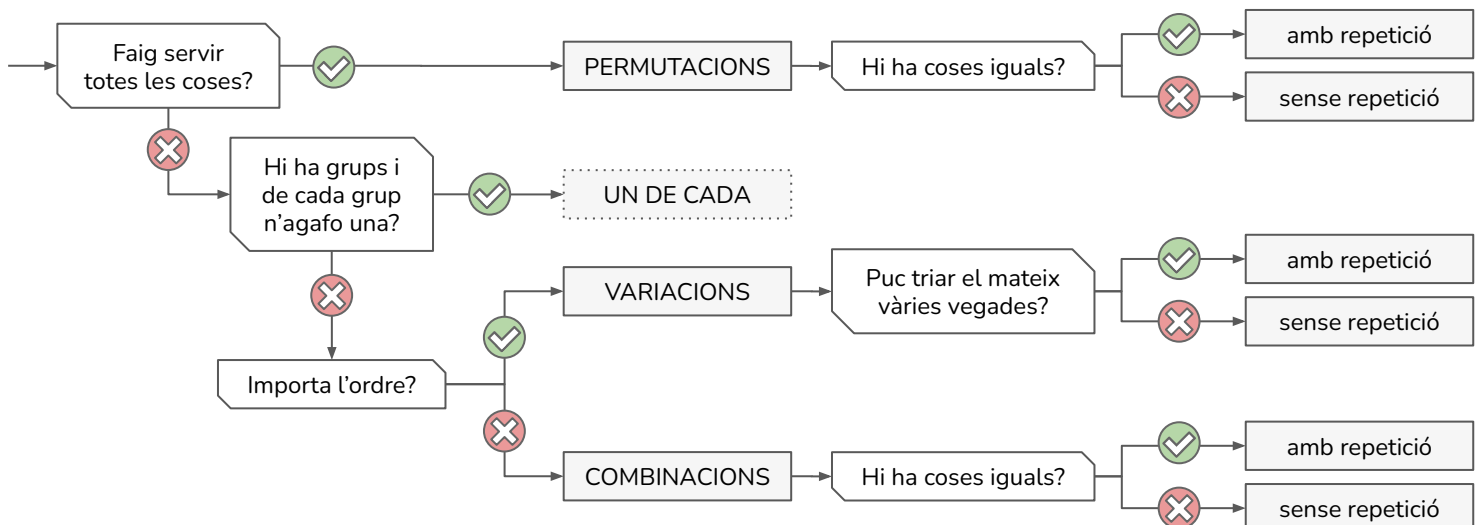 Faig servir
totes les coses?
PERMUTACIONS
Hi ha coses iguals?
amb repetició
sense repetició
Hi ha grups i
de cada grup
n’agafo una?
UN DE CADA
Importa l’ordre?
VARIACIONS
Puc triar el mateix
vàries vegades?
amb repetició
sense repetició
COMBINACIONS
Hi ha coses iguals?
amb repetició
sense repetició